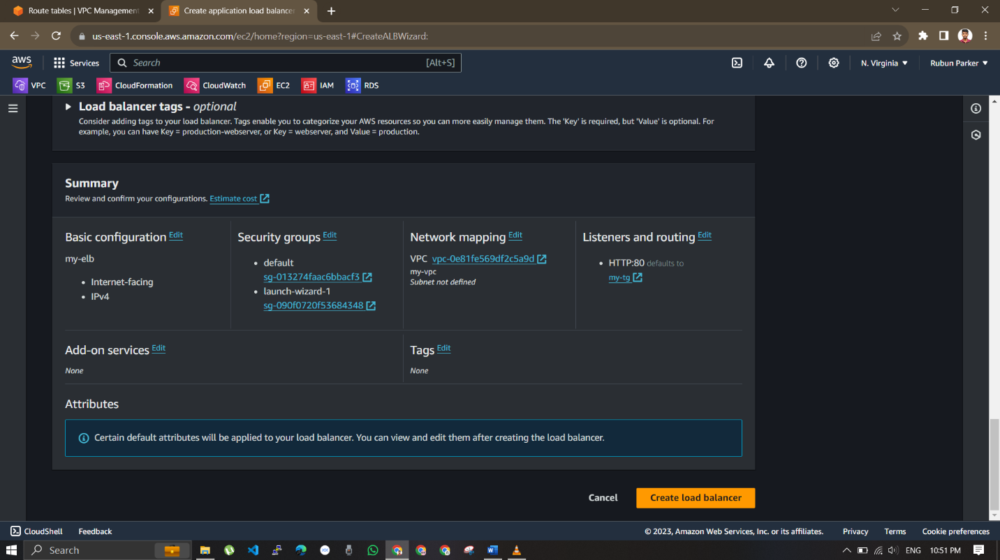 Route tables | VPC Management
Create application load balancer
us-east-1.console.aws.amazon.com/ec2/home?region=us-east-1#CreateALBWizard:
aws
Services
Search
[Alt+S]
N. Virginia
Rubun Parker
VPC
S3
CloudFormation
CloudWatch
EC2
IAM
RDS
Load balancer tags - optional
Consider adding tags to your load balancer. Tags enable you to categorize your AWS resources so you can more easily manage them. The 'Key' is required, but 'Value' is optional. For
example, you can have Key = production-webserver, or Key = webserver, and Value = production.
Summary
Review and confirm your configurations. Estimate cost
Basic configuration Edit
my-elb
• Internet-facing
• IPv4
Security groups Edit
• default
sg-013274faac6bbacf3
• launch-wizard-1
sg-090f0720f53684348
Network mapping Edit
VPC vpc-0e81fe569df2c5a9d
my-vpc
Subnet not defined
Listeners and routing Edit
• HTTP:80 defaults to
my-tg
Add-on services Edit
None
Tags Edit
None
Attributes
Certain default attributes will be applied to your load balancer. You can view and edit them after creating the load balancer.
Cancel
Create load balancer
CloudShell
Feedback
© 2023, Amazon Web Services, Inc. or its affiliates.
Privacy
Terms
Cookie preferences
Search
ENG
10:51 PM